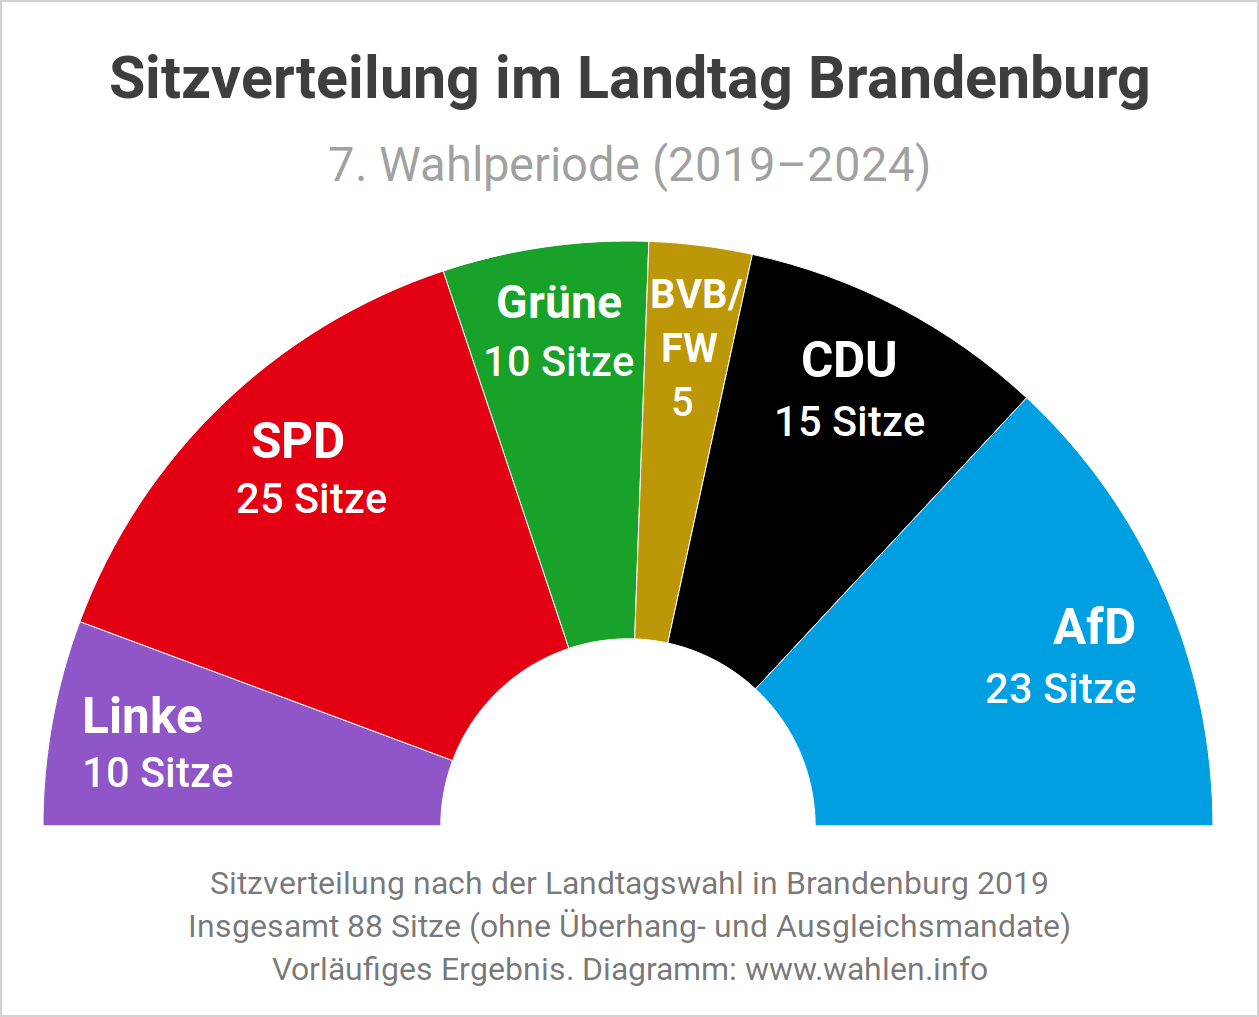 Sitzverteilung im Landtag Brandenburg
7. Wahlperiode (2019–2024)
Linke
10 Sitze
SPD
25 Sitze
Grüne
10 Sitze
BVB/
FW
5
CDU
15 Sitze
AfD
23 Sitze
Sitzverteilung nach der Landtagswahl in Brandenburg 2019
Insgesamt 88 Sitze (ohne Überhang- und Ausgleichsmandate)
Vorläufiges Ergebnis. Diagramm: www.wahlen.info